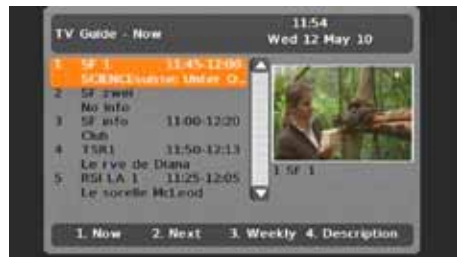 TV Guide - Now
11:54
Wed 12 May 10
1 SF 1 11:45-12:00
SCIENCEsuisse: Unter O..
2 SF zwei
No Info
3 SF info 11:00-12:20
Club
4 TSR1 11:50-12:13
Le rve de Diana
5 RSI LA 1 11:25-12:05
Le sorelle McLeod
1 SF 1
1. Now 2. Next 3. Weekly 4. Description